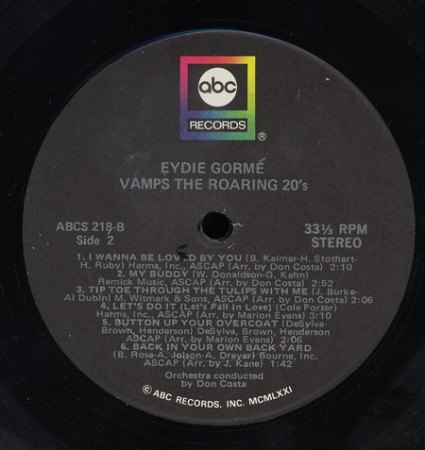 abc
RECORDS
®
EYDIE GORMÉ
VAMPS THE ROARING 20's
ABCS 218-B
Side 2
33⅓ RPM
STEREO
1. I WANNA BE LOVED BY YOU (B. Kalmer-H. Stothart-
H. Ruby) Harms, Inc., ASCAP (Arr. by Don Costa) 2:10
2. MY BUDDY (W. Donaldson-G. Kahn)
Remick Music, ASCAP (Arr. by Don Costa) 2:52
3. TIP TOE THROUGH THE TULIPS WITH ME (J. Burke-
Al Dubin) M. Witmark & Sons, ASCAP (Arr. by Don Costa) 2:06
4. LET'S DO IT (Let's Fall in Love) (Cole Porter)
Harms, Inc., ASCAP (Arr. by Marion Evans) 3:10
5. BUTTON UP YOUR OVERCOAT (DeSylva-
Brown, Henderson) DeSylva, Brown, Henderson
ASCAP (Arr. by Marion Evans) 2:06
6. BACK IN YOUR OWN BACK YARD
(B. Rose-A. Jolson-A. Dreyer) Bourne, Inc.
ASCAP (Arr. by J. Kane) 1:42
Orchestra conducted
by Don Costa
© ABC RECORDS, INC. MCMLXXI